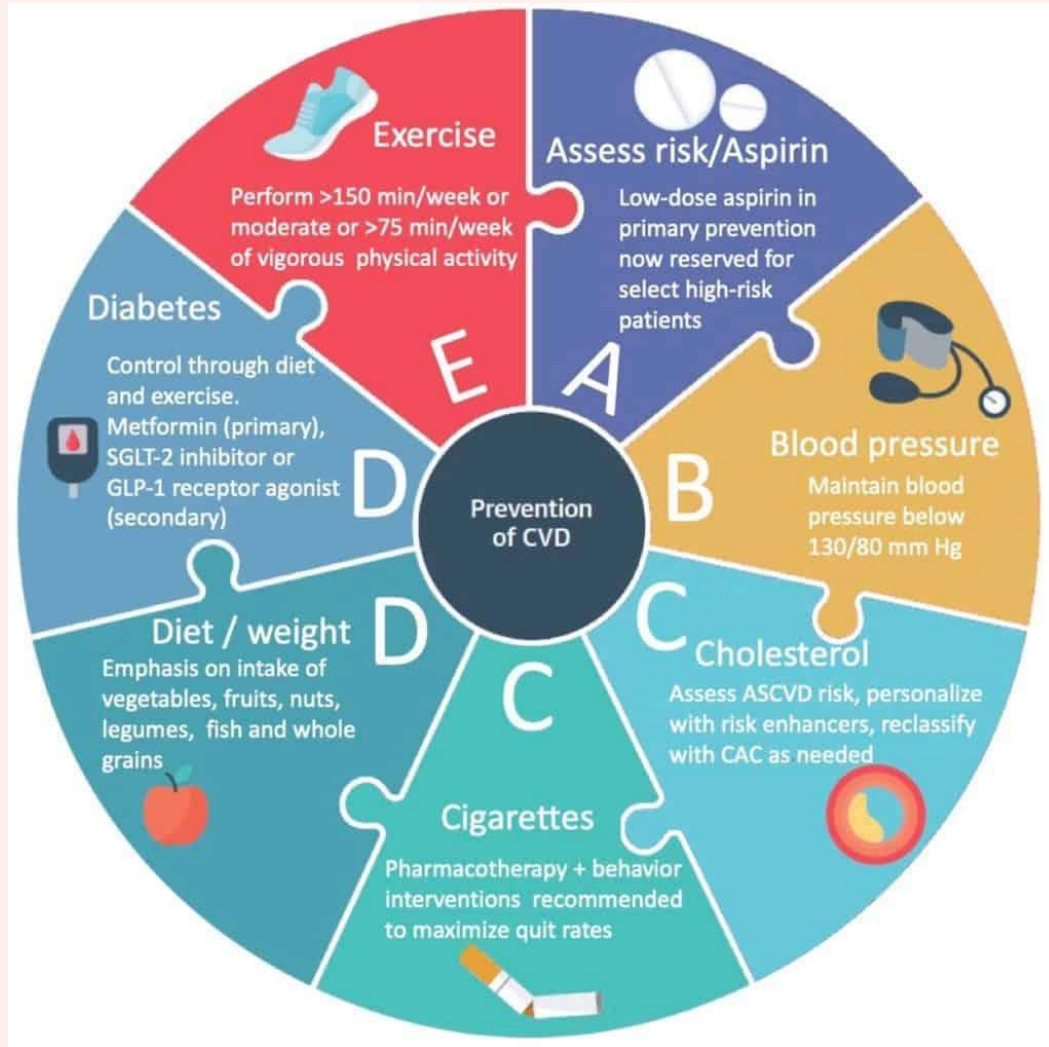 Prevention
of CVD
A
Assess risk/Aspirin
Low-dose aspirin in
primary prevention
now reserved for
select high-risk
patients
B
Blood pressure
Maintain blood
pressure below
130/80 mm Hg
C
Cholesterol
Assess ASCVD risk, personalize
with risk enhancers, reclassify
with CAC as needed
C
Cigarettes
Pharmacotherapy + behavior
interventions recommended
to maximize quit rates
D
Diet / weight
Emphasis on intake of
vegetables, fruits, nuts,
legumes, fish and whole
grains
D
Diabetes
Control through diet
and exercise.
Metformin (primary),
SGLT-2 inhibitor or
GLP-1 receptor agonist
(secondary)
E
Exercise
Perform >150 min/week or
moderate or >75 min/week
of vigorous physical activity